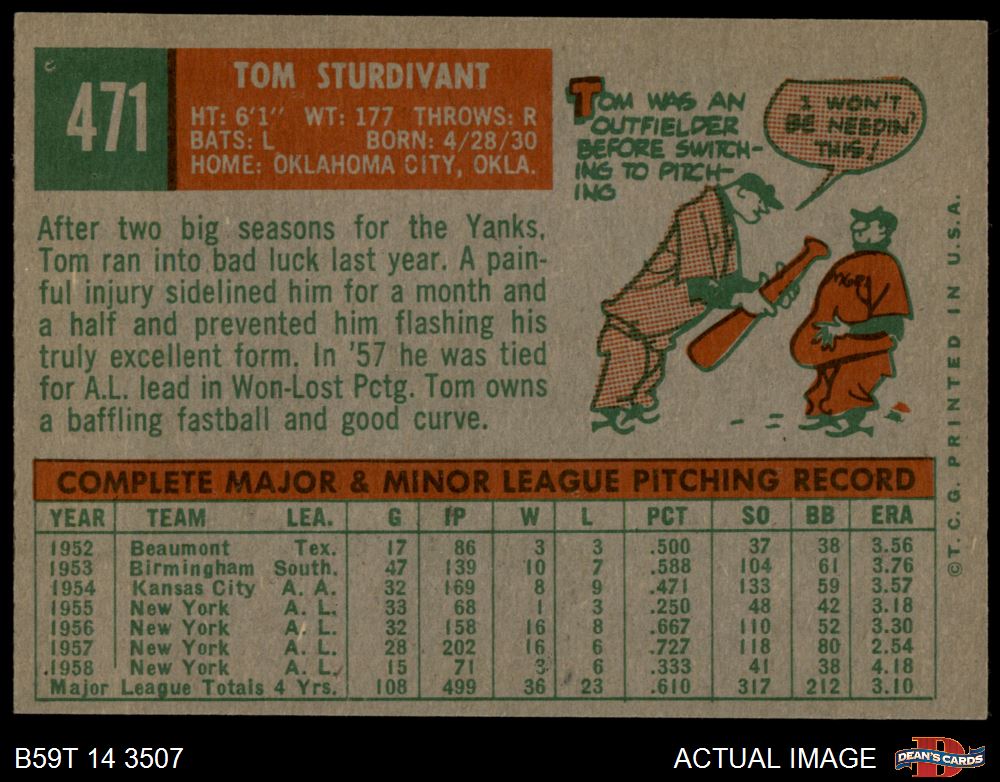 471
TOM STURDIVANT
HT: 6'1" WT: 177 THROWS: R
BATS: L BORN: 4/28/30
HOME: OKLAHOMA CITY, OKLA.
TOM WAS AN
OUTFIELDER
BEFORE SWITCH-
ING TO PITCH-
ING
I WON'T
BE NEEDIN'
THIS!
After two big seasons for the Yanks,
Tom ran into bad luck last year. A pain-
ful injury sidelined him for a month and
a half and prevented him flashing his
truly excellent form. In '57 he was tied
for A.L. lead in Won-Lost Pctg. Tom owns
a baffling fastball and good curve.
COMPLETE MAJOR & MINOR LEAGUE PITCHING RECORD
YEAR TEAM LEA. G IP W L PCT SO BB ERA
1952 Beaumont Tex. 17 86 3 3 .500 37 38 3.56
1953 Birmingham South. 47 139 10 7 .588 104 61 3.76
1954 Kansas City A. A. 32 169 8 9 .471 133 59 3.57
1955 New York A. L. 33 68 1 3 .250 48 42 3.18
1956 New York A. L. 32 158 16 8 .667 110 52 3.30
1957 New York A. L. 28 202 16 6 .727 118 80 2.54
1958 New York A. L. 15 71 3 6 .333 41 38 4.18
Major League Totals 4 Yrs. 108 499 36 23 .610 317 212 3.10
©T. C. G. PRINTED IN U.S.A.
B59T 14 3507
ACTUAL IMAGE
D
DEAN'S CARDS